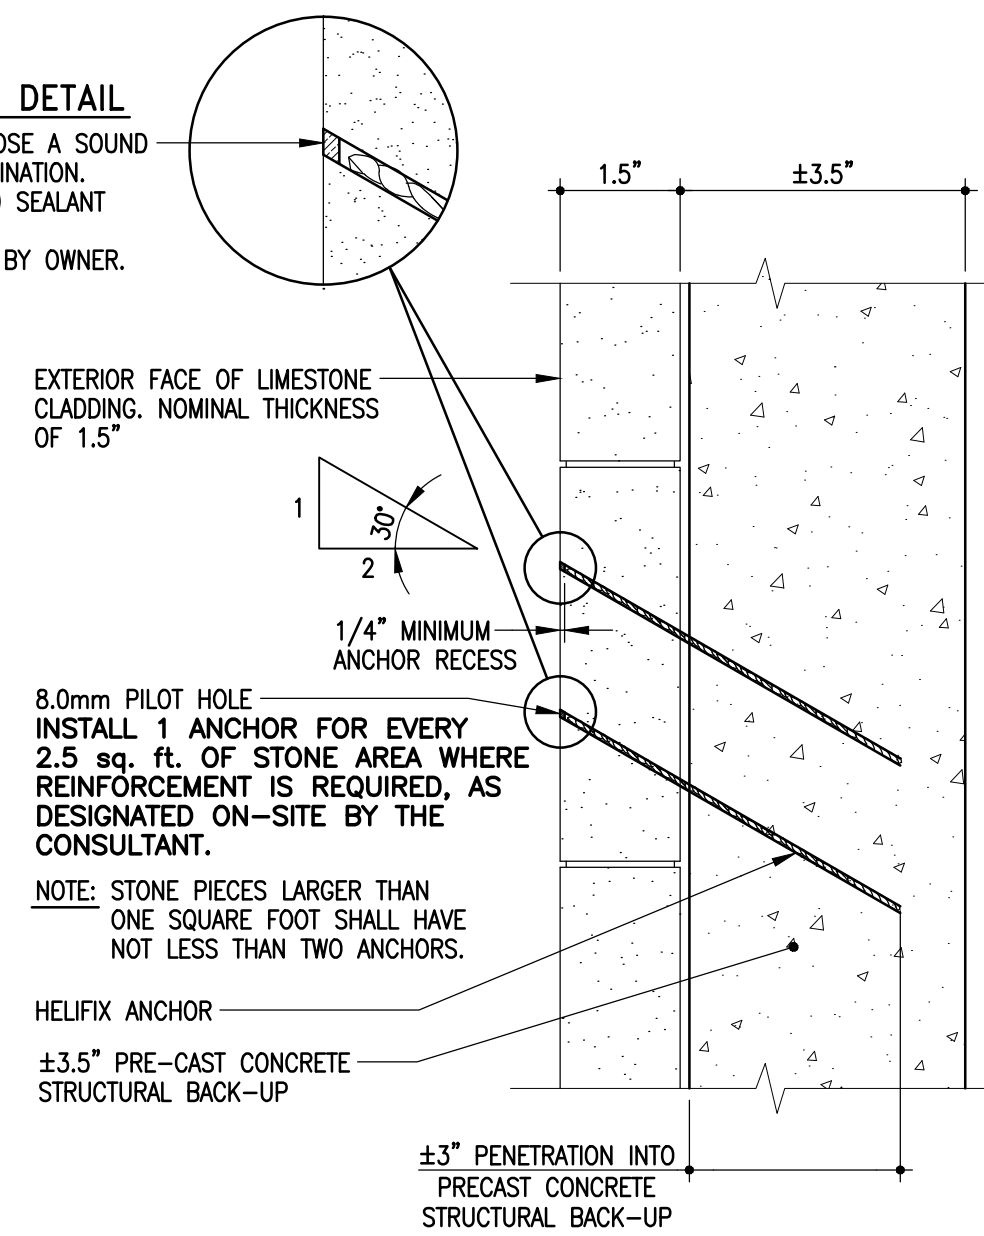 DETAIL
OSE A SOUND
INATION.
SEALANT
BY OWNER.
1.5”
±3.5”
EXTERIOR FACE OF LIMESTONE
CLADDING. NOMINAL THICKNESS
OF 1.5”
1
30°
2
1/4” MINIMUM
ANCHOR RECESS
8.0mm PILOT HOLE
INSTALL 1 ANCHOR FOR EVERY
2.5 sq. ft. OF STONE AREA WHERE
REINFORCEMENT IS REQUIRED, AS
DESIGNATED ON-SITE BY THE
CONSULTANT.
NOTE: STONE PIECES LARGER THAN
ONE SQUARE FOOT SHALL HAVE
NOT LESS THAN TWO ANCHORS.
HELIFIX ANCHOR
±3.5” PRE-CAST CONCRETE
STRUCTURAL BACK-UP
±3” PENETRATION INTO
PRECAST CONCRETE
STRUCTURAL BACK-UP